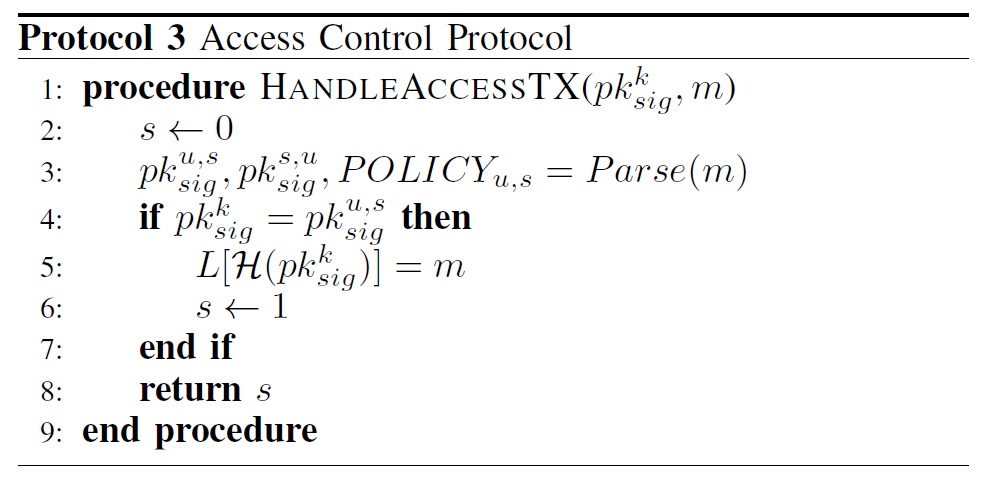 Protocol 3 Access Control Protocol
1: procedure HANDLEACCESSTX($pk_{sig}^{k}, m$)
2: $s \leftarrow 0$
3: $pk_{sig}^{u,s}, pk_{sig}^{s,u}, POLICY_{u,s} = Parse(m)$
4: if $pk_{sig}^{k} = pk_{sig}^{u,s}$ then
5: $L[\mathcal{H}(pk_{sig}^{k})] = m$
6: $s \leftarrow 1$
7: end if
8: return $s$
9: end procedure